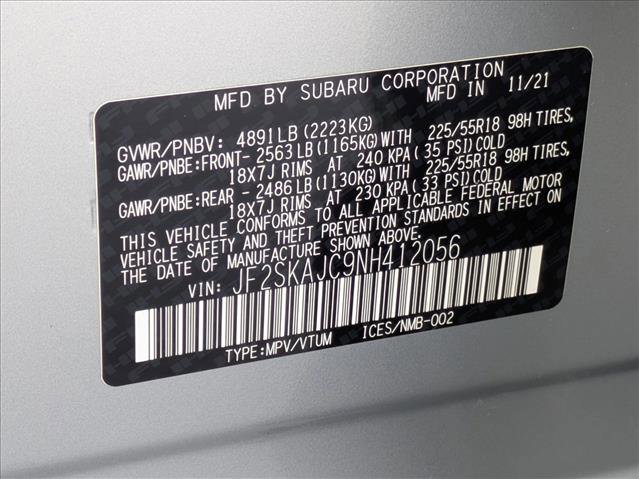 MFD BY SUBARU CORPORATION
MFD IN 11/21
GVWR/PNBV: 4891LB(2223KG)
GAWR/PNBE:FRONT-2563LB(1165KG)WITH 225/55R18 98H TIRES,
18X7J RIMS AT 240 KPA(35 PSI)COLD
GAWR/PNBE:REAR -2486LB(1130KG)WITH 225/55R18 98H TIRES,
18X7J RIMS AT 230 KPA(33 PSI)COLD
THIS VEHICLE CONFORMS TO ALL APPLICABLE FEDERAL MOTOR
VEHICLE SAFETY AND THEFT PREVENTION STANDARDS IN EFFECT ON
THE DATE OF MANUFACTURE SHOWN ABOVE.
VIN: JF2SKAJC9NH412056
TYPE:MPV/VTUM ICES/NMB-002